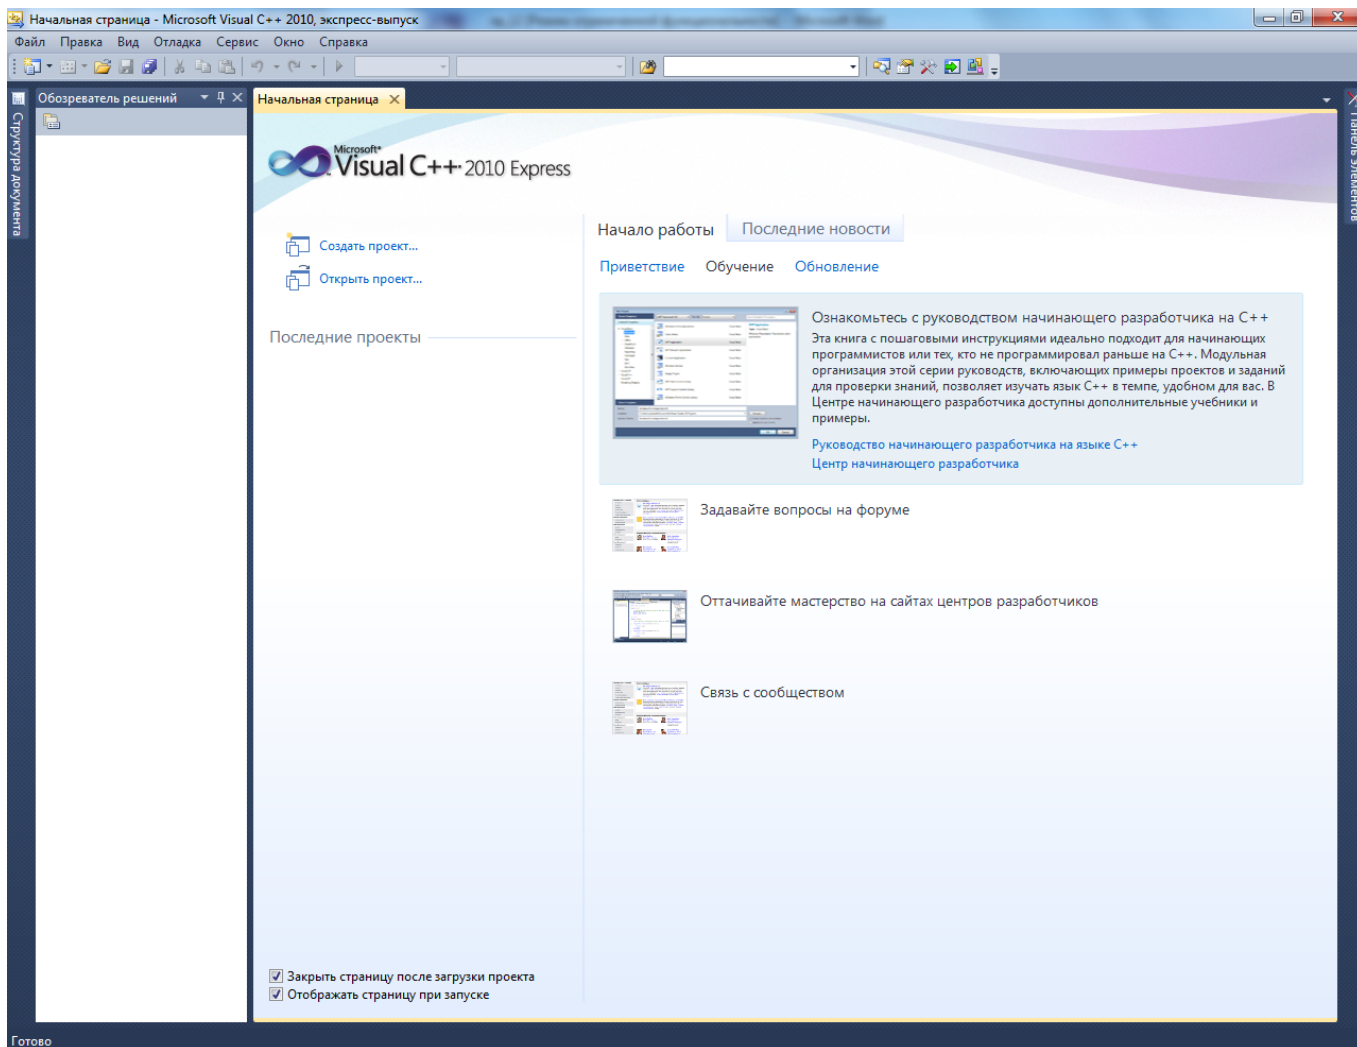 Начальная страница - Microsoft Visual C++ 2010, экспресс-выпуск
Файл Правка Вид Отладка Сервис Окно Справка
Обозреватель решений
Начальная страница
Структура документа
Панель элементов
Microsoft
Visual C++ 2010 Express
Создать проект...
Открыть проект...
Последние проекты
Начало работы Последние новости
Приветствие Обучение Обновление
Ознакомьтесь с руководством начинающего разработчика на C++
Эта книга с пошаговыми инструкциями идеально подходит для начинающих
программистов или тех, кто не программировал раньше на C++. Модульная
организация этой серии руководств, включающих примеры проектов и заданий
для проверки знаний, позволяет изучать язык C++ в темпе, удобном для вас. В
Центре начинающего разработчика доступны дополнительные учебники и
примеры.
Руководство начинающего разработчика на языке C++
Центр начинающего разработчика
Задавайте вопросы на форуме
Оттачивайте мастерство на сайтах центров разработчиков
Связь с сообществом
Закрыть страницу после загрузки проекта
Отображать страницу при запуске
Готово